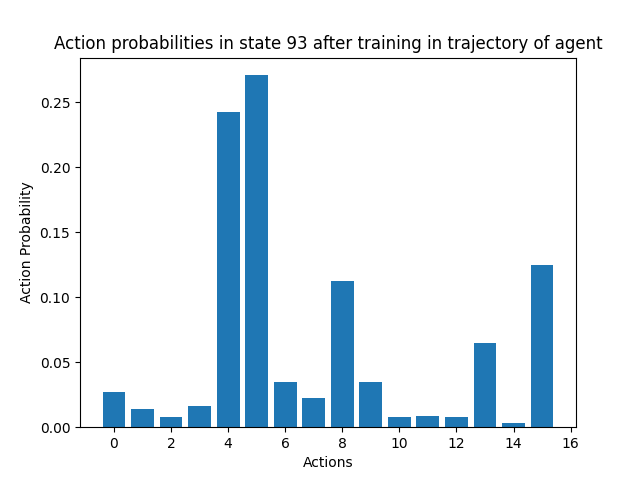 Action probabilities in state 93 after training in trajectory of agent
0.25
0.20
0.15
0.10
0.05
0.00
Action Probability
0 2 4 6 8 10 12 14 16
Actions